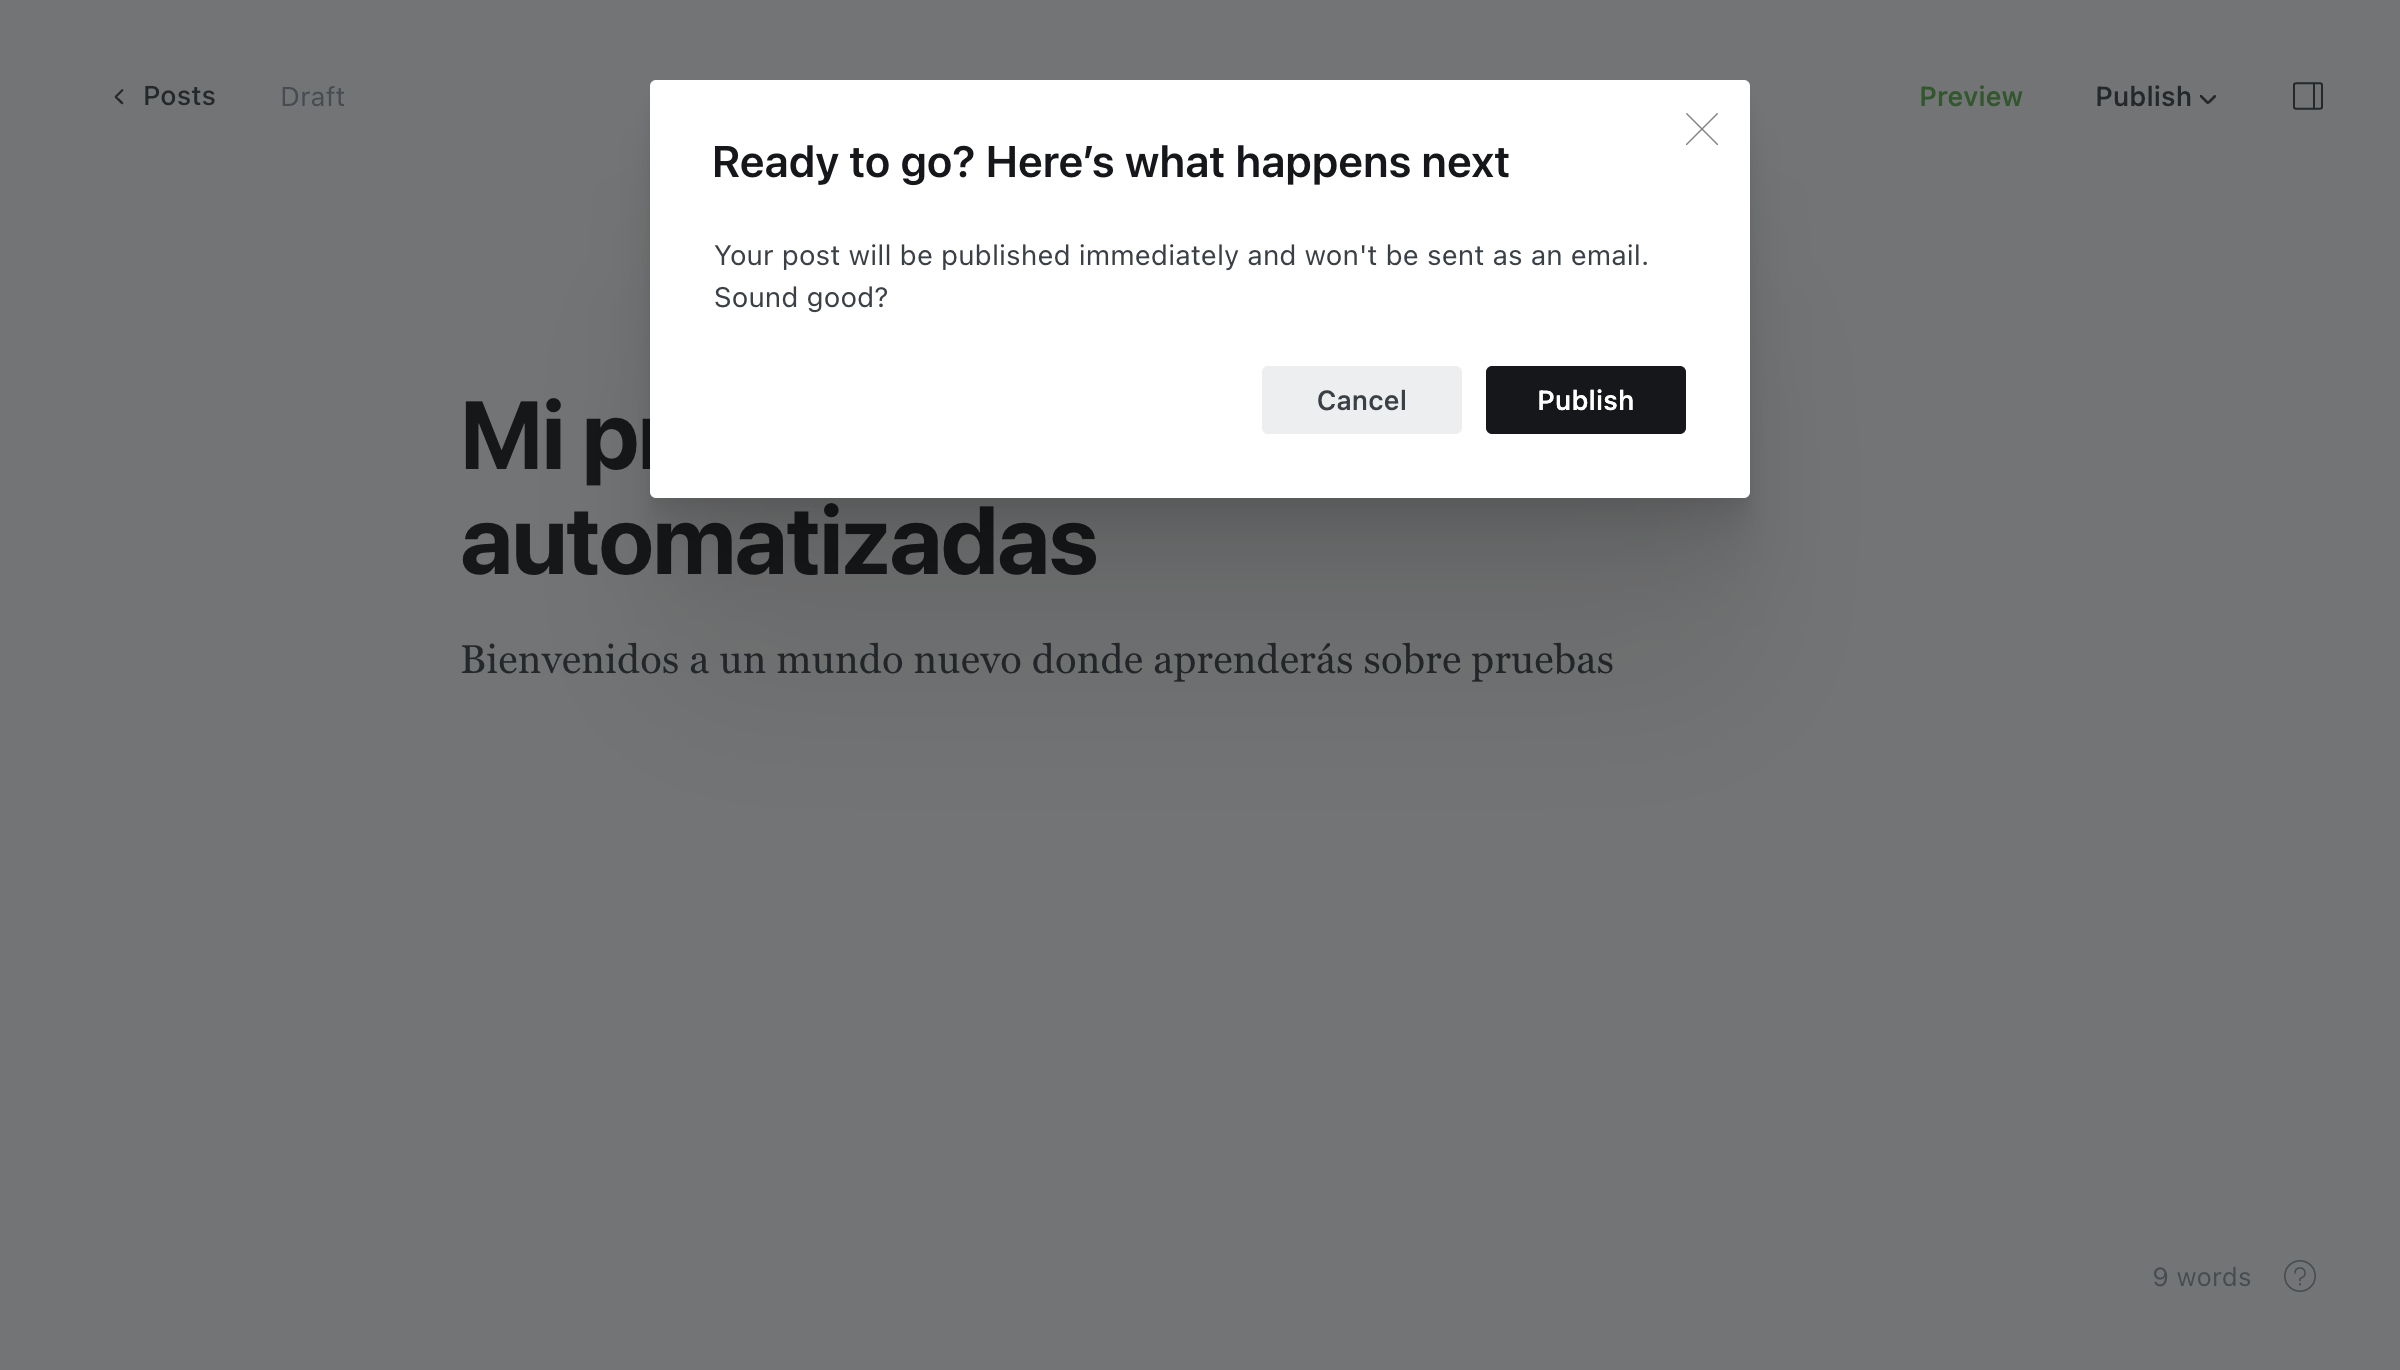 Posts
Draft
Preview
Publish
Ready to go? Here’s what happens next
Your post will be published immediately and won't be sent as an email.
Sound good?
Cancel
Publish
Mi
automatizadas
Bienvenidos a un mundo nuevo donde aprenderás sobre pruebas
9 words
?